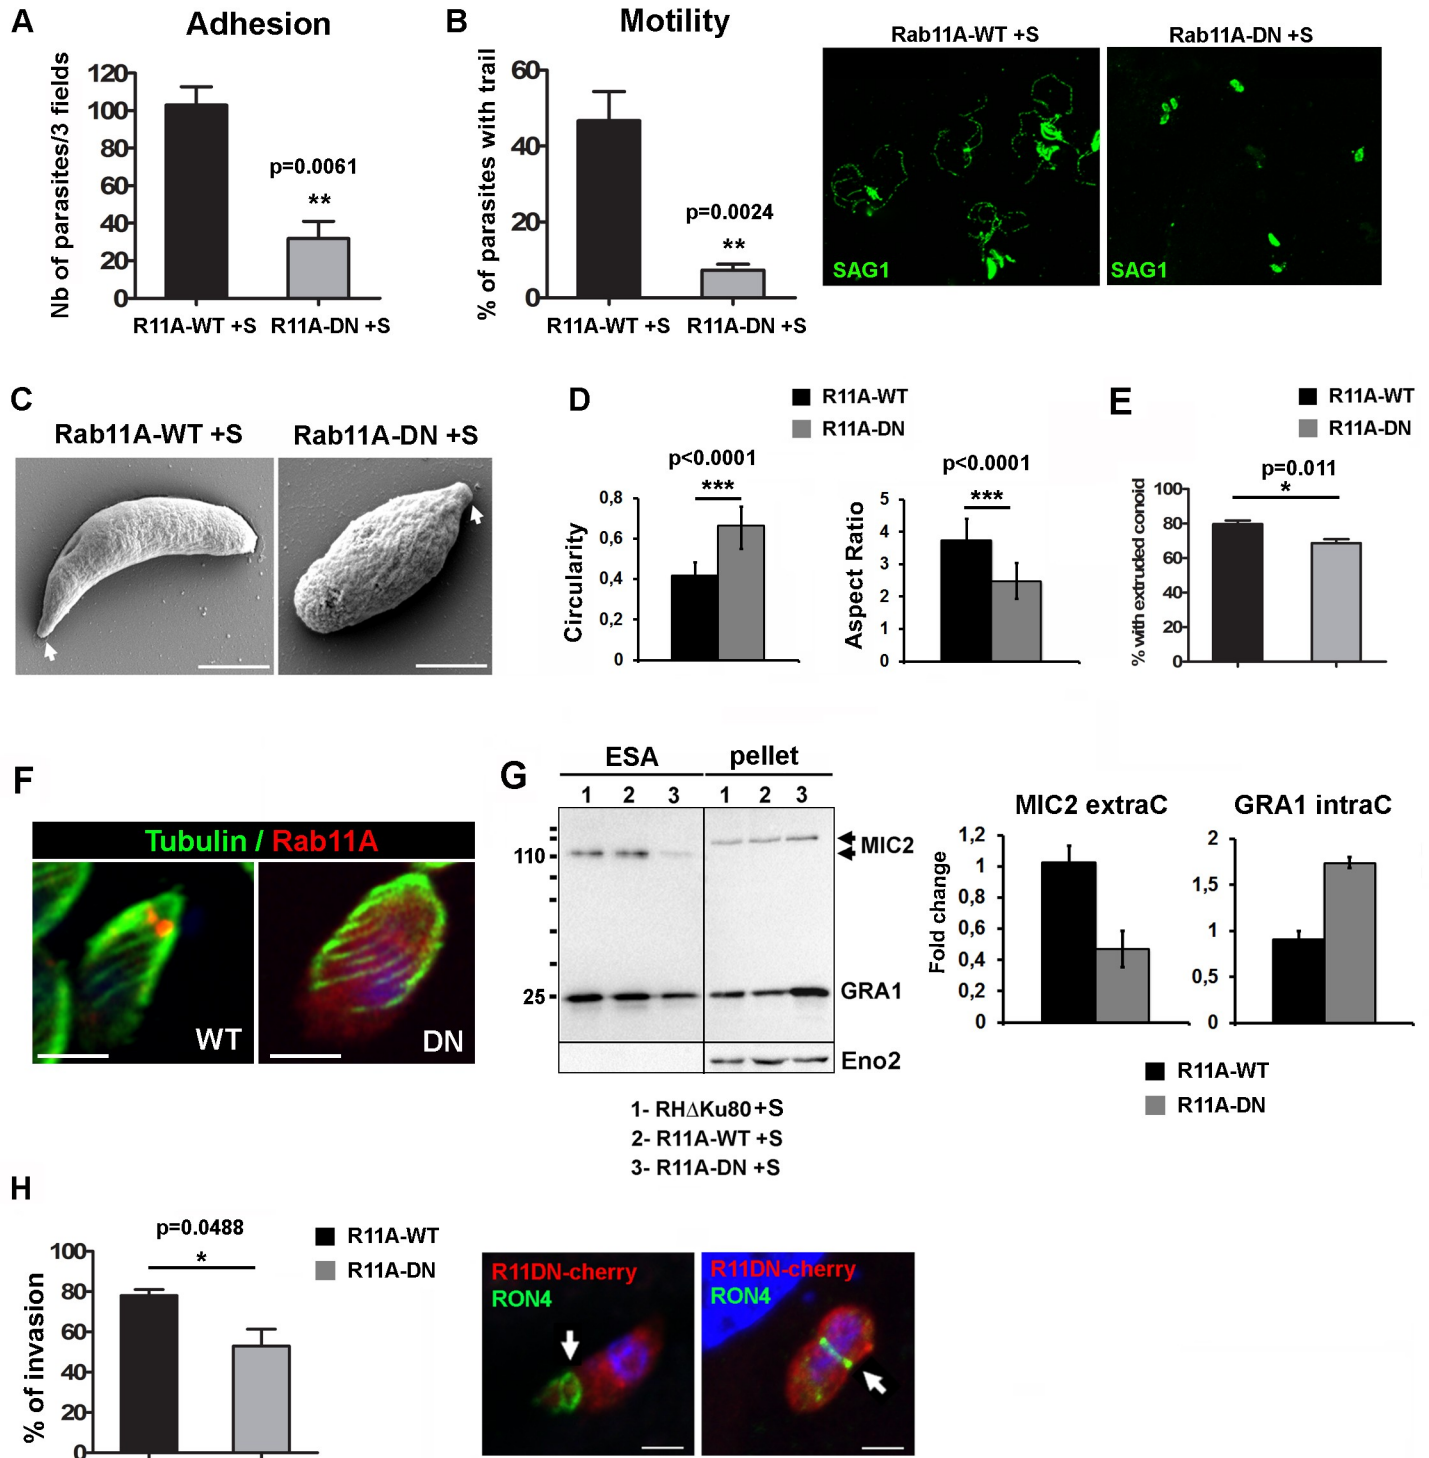 A
Adhesion
Nb of parasites/3 fields
120
100
80
60
40
20
0
p=0.0061
**
R11A-WT +S
R11A-DN +S
B
Motility
% of parasites with trail
60
40
20
0
p=0.0024
**
R11A-WT +S
R11A-DN +S
Rab11A-WT +S
SAG1
Rab11A-DN +S
SAG1
C
Rab11A-WT +S
Rab11A-DN +S
D
R11A-WT
R11A-DN
p<0.0001
***
Circularity
0,8
0,6
0,4
0,2
0
p<0.0001
***
Aspect Ratio
5
4
3
2
1
0
E
R11A-WT
R11A-DN
p=0.011
*
% with extruded conoid
100
80
60
40
20
0
F
Tubulin / Rab11A
WT
DN
G
ESA
pellet
1 2 3
1 2 3
110
25
MIC2
GRA1
Eno2
1- RH∆Ku80+S
2- R11A-WT +S
3- R11A-DN +S
MIC2 extraC
Fold change
1,2
1
0,8
0,6
0,4
0,2
0
GRA1 intraC
2
1,5
1
0,5
0
R11A-WT
R11A-DN
H
p=0.0488
*
% of invasion
100
80
60
40
20
0
R11A-WT
R11A-DN
R11DN-cherry
RON4
R11DN-cherry
RON4